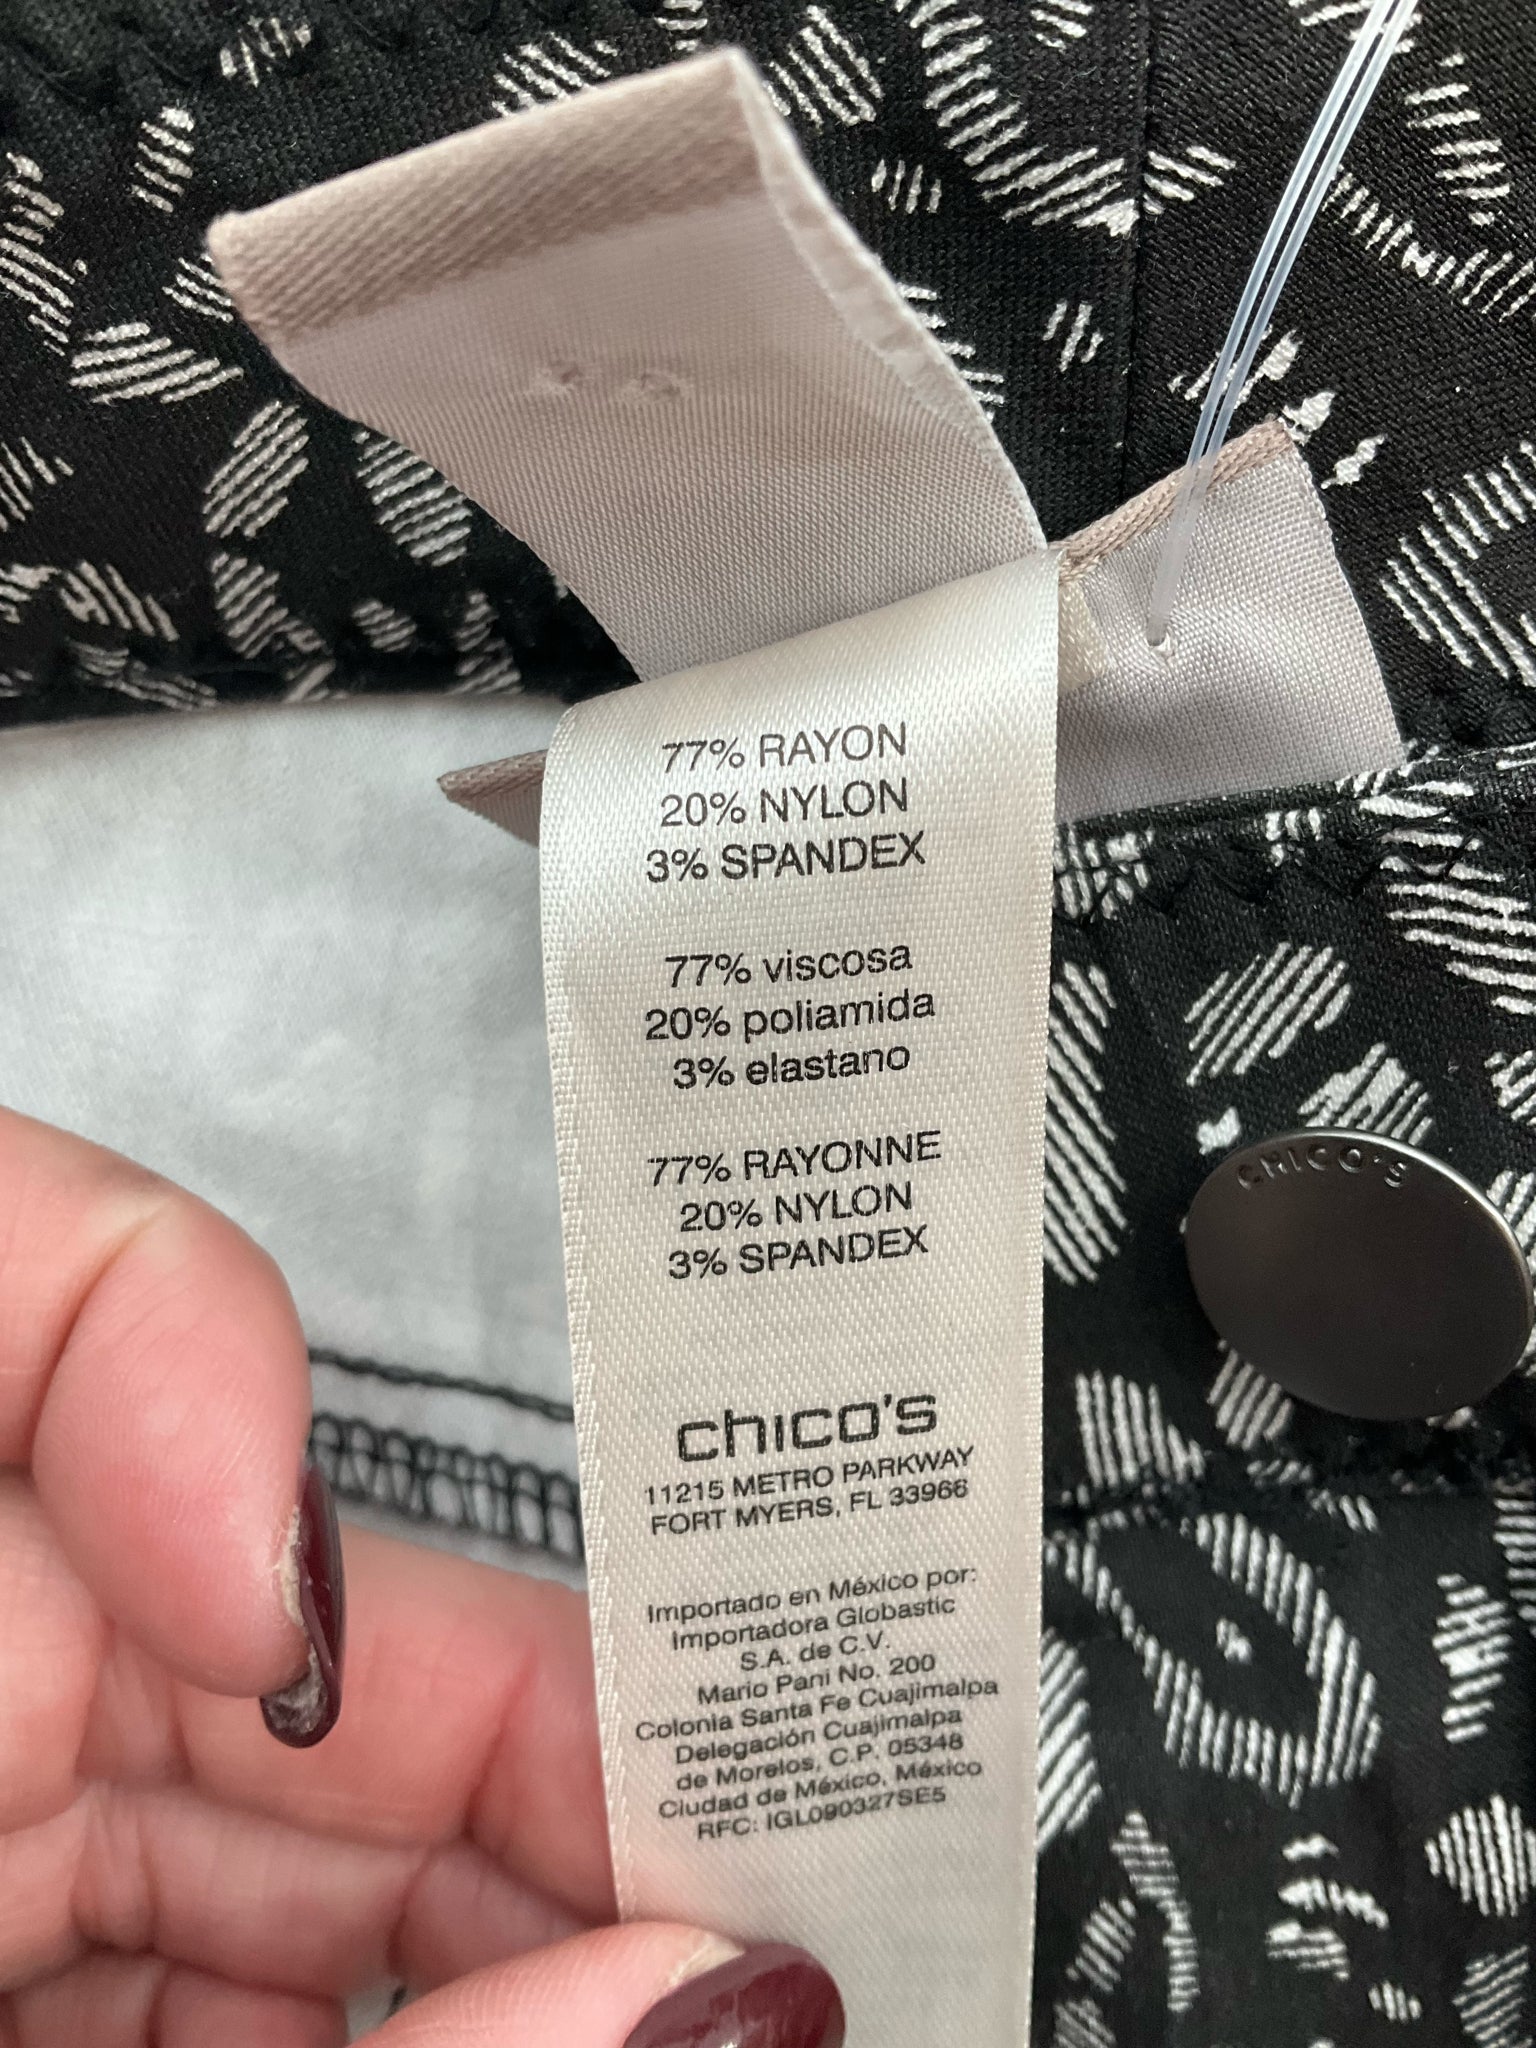 77% RAYON
20% NYLON
3% SPANDEX
77% viscosa
20% poliamida
3% elastano
77% RAYONNE
20% NYLON
3% SPANDEX
chico's
11215 METRO PARKWAY
FORT MYERS, FL 33966
Importado en México por:
Importadora Globastic
S.A. de C.V.
Mario Pani No. 200
Colonia Santa Fe Cuajimalpa
Delegación Cuajimalpa
de Morelos, C.P. 05348
Ciudad de México, México
RFC: IGL090327SE5
CHICO'S